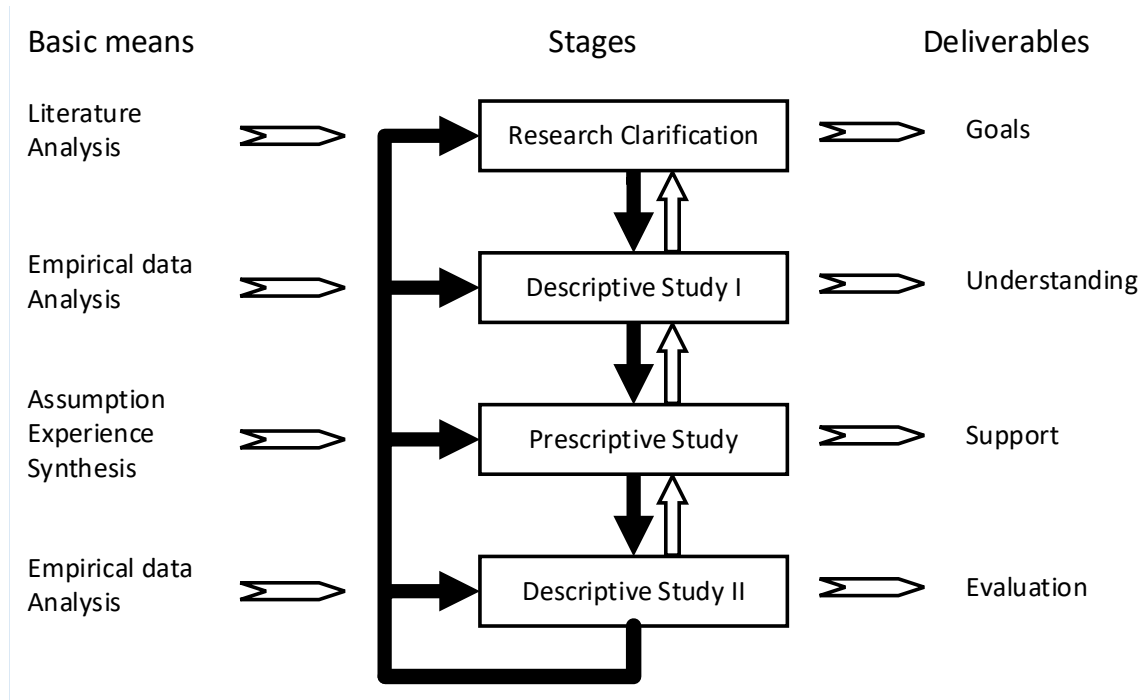 Basic means
Stages
Deliverables
Literature
Analysis
Research Clarification
Goals
Empirical data
Analysis
Descriptive Study I
Understanding
Assumption
Experience
Synthesis
Prescriptive Study
Support
Empirical data
Analysis
Descriptive Study II
Evaluation